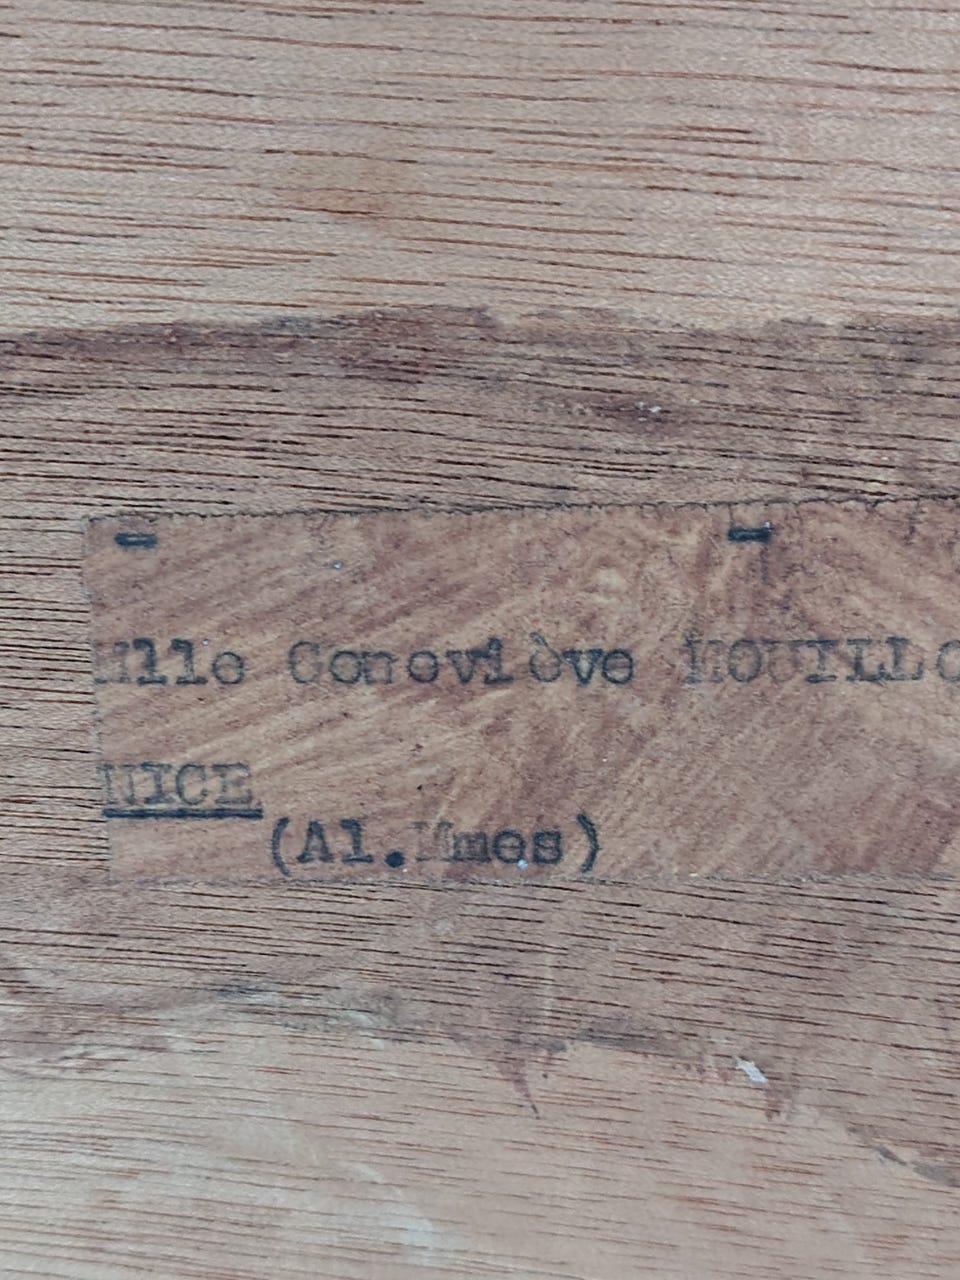 - -
Mlle Geneviève
NICE
(Al.Mmes)